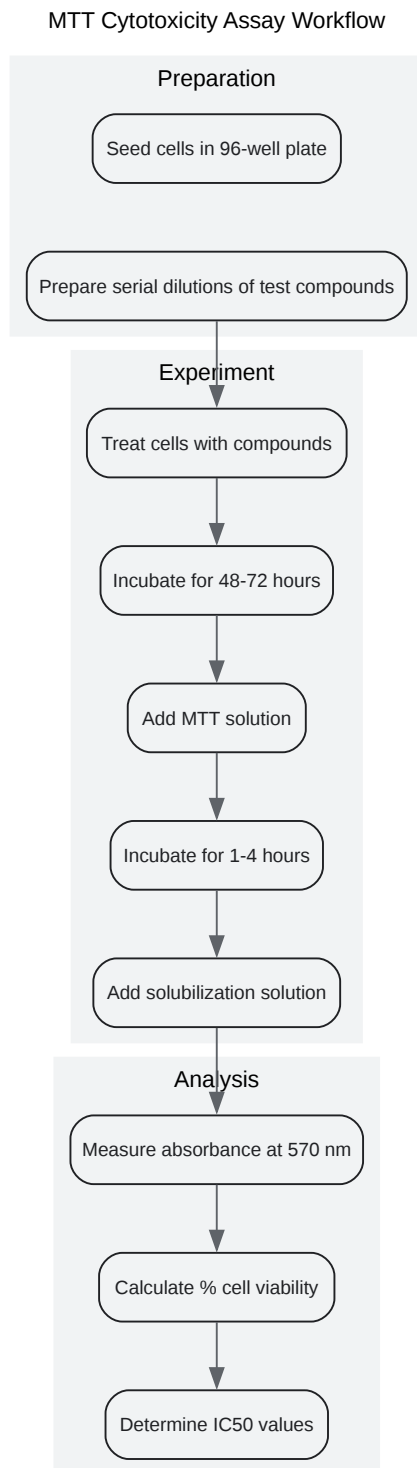 MTT Cytotoxicity Assay Workflow
Preparation
Seed cells in 96-well plate
Prepare serial dilutions of test compounds
Experiment
Treat cells with compounds
Incubate for 48-72 hours
Add MTT solution
Incubate for 1-4 hours
Add solubilization solution
Analysis
Measure absorbance at 570 nm
Calculate % cell viability
Determine IC50 values